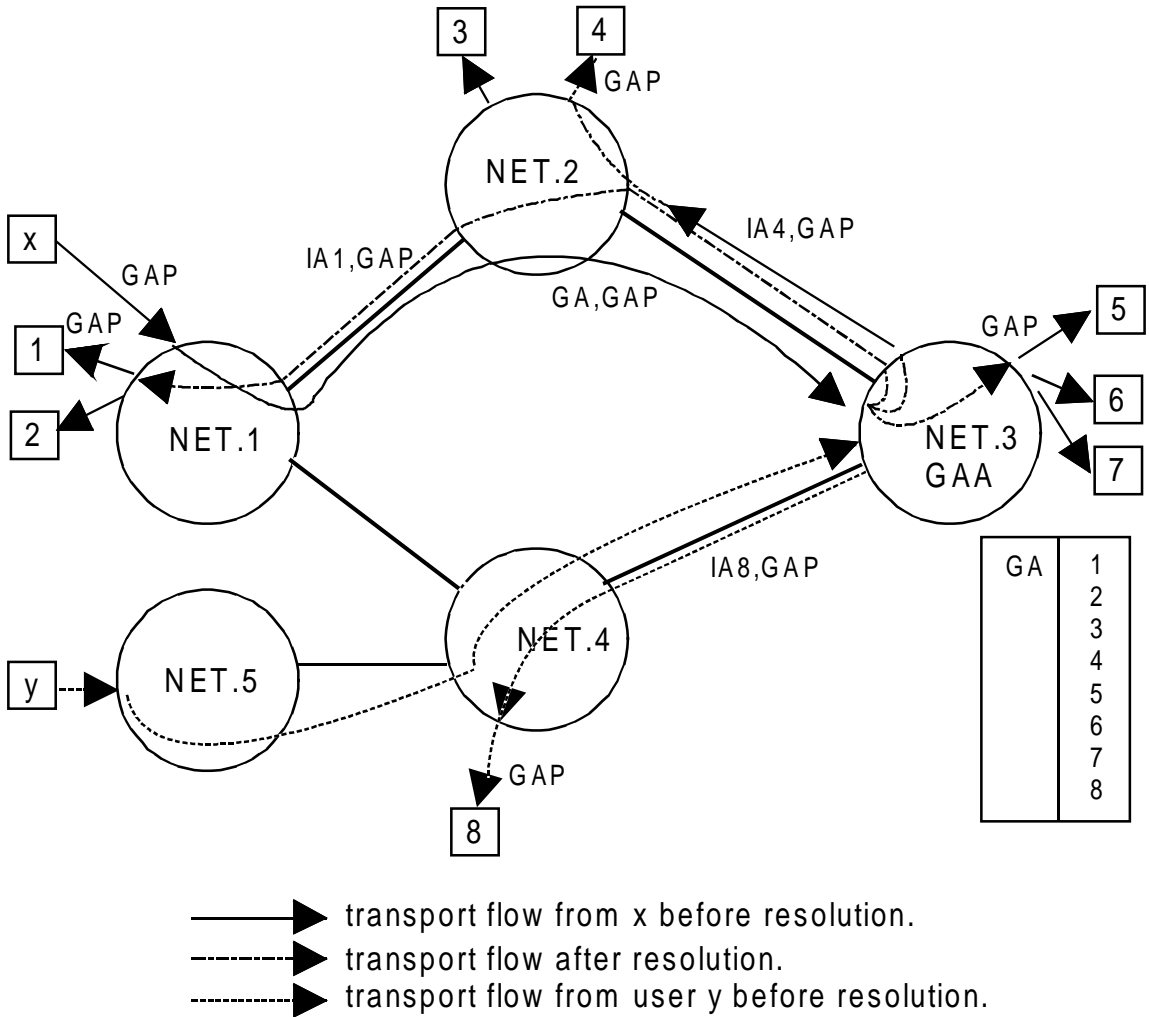 3
4
GAP
NET.2
x
GAP
IA1,GAP
IA4,GAP
GA,GAP
1
GAP
2
NET.1
GAP
5
6
7
NET.3
GAA
IA8,GAP
GA
1
2
3
4
5
6
7
8
NET.4
y
NET.5
GAP
8
transport flow from x before resolution.
transport flow after resolution.
transport flow from user y before resolution.